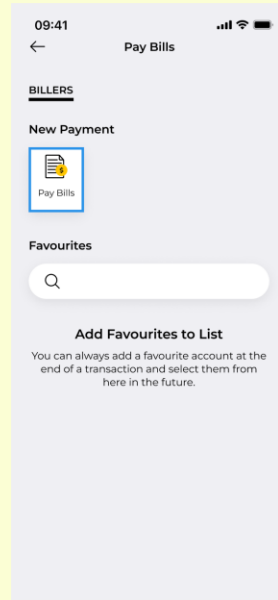 09:41
Pay Bills
BILLERS
New Payment
$
Pay Bills
Favourites
Add Favourites to List
You can always add a favourite account at the
end of a transaction and select them from
here in the future.